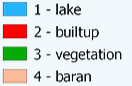 1 - lake
2 - builtup
3 - vegetation
4 - baran